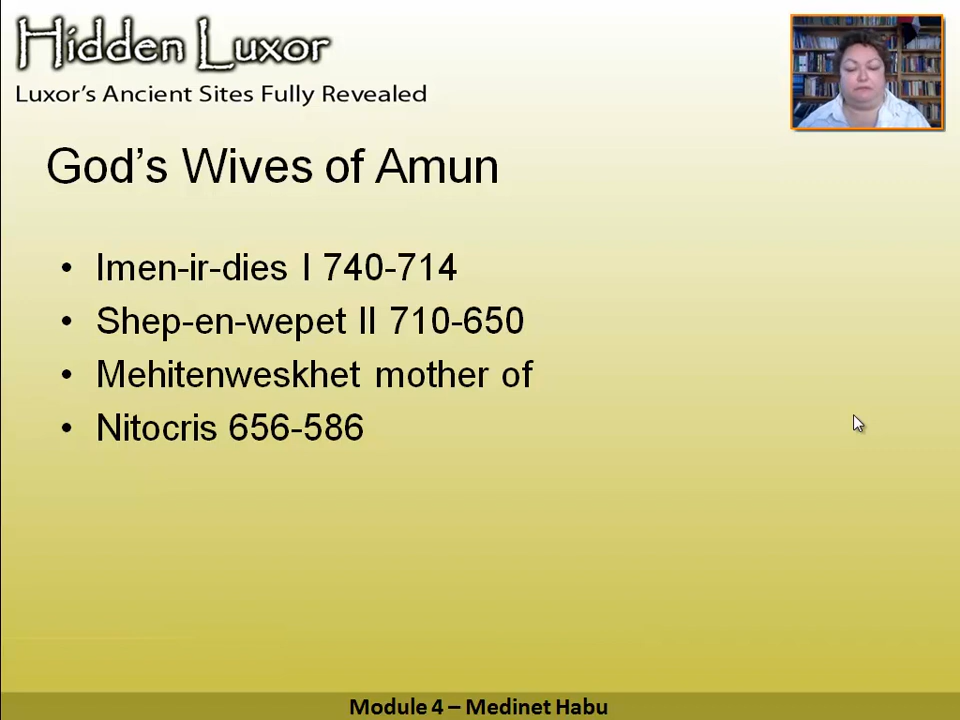 Hidden Luxor
Luxor's Ancient Sites Fully Revealed
God's Wives of Amun
• Imen-ir-dies I 740-714
• Shep-en-wepet II 710-650
• Mehitenweskhet mother of
• Nitocris 656-586
Module 4 – Medinet Habu